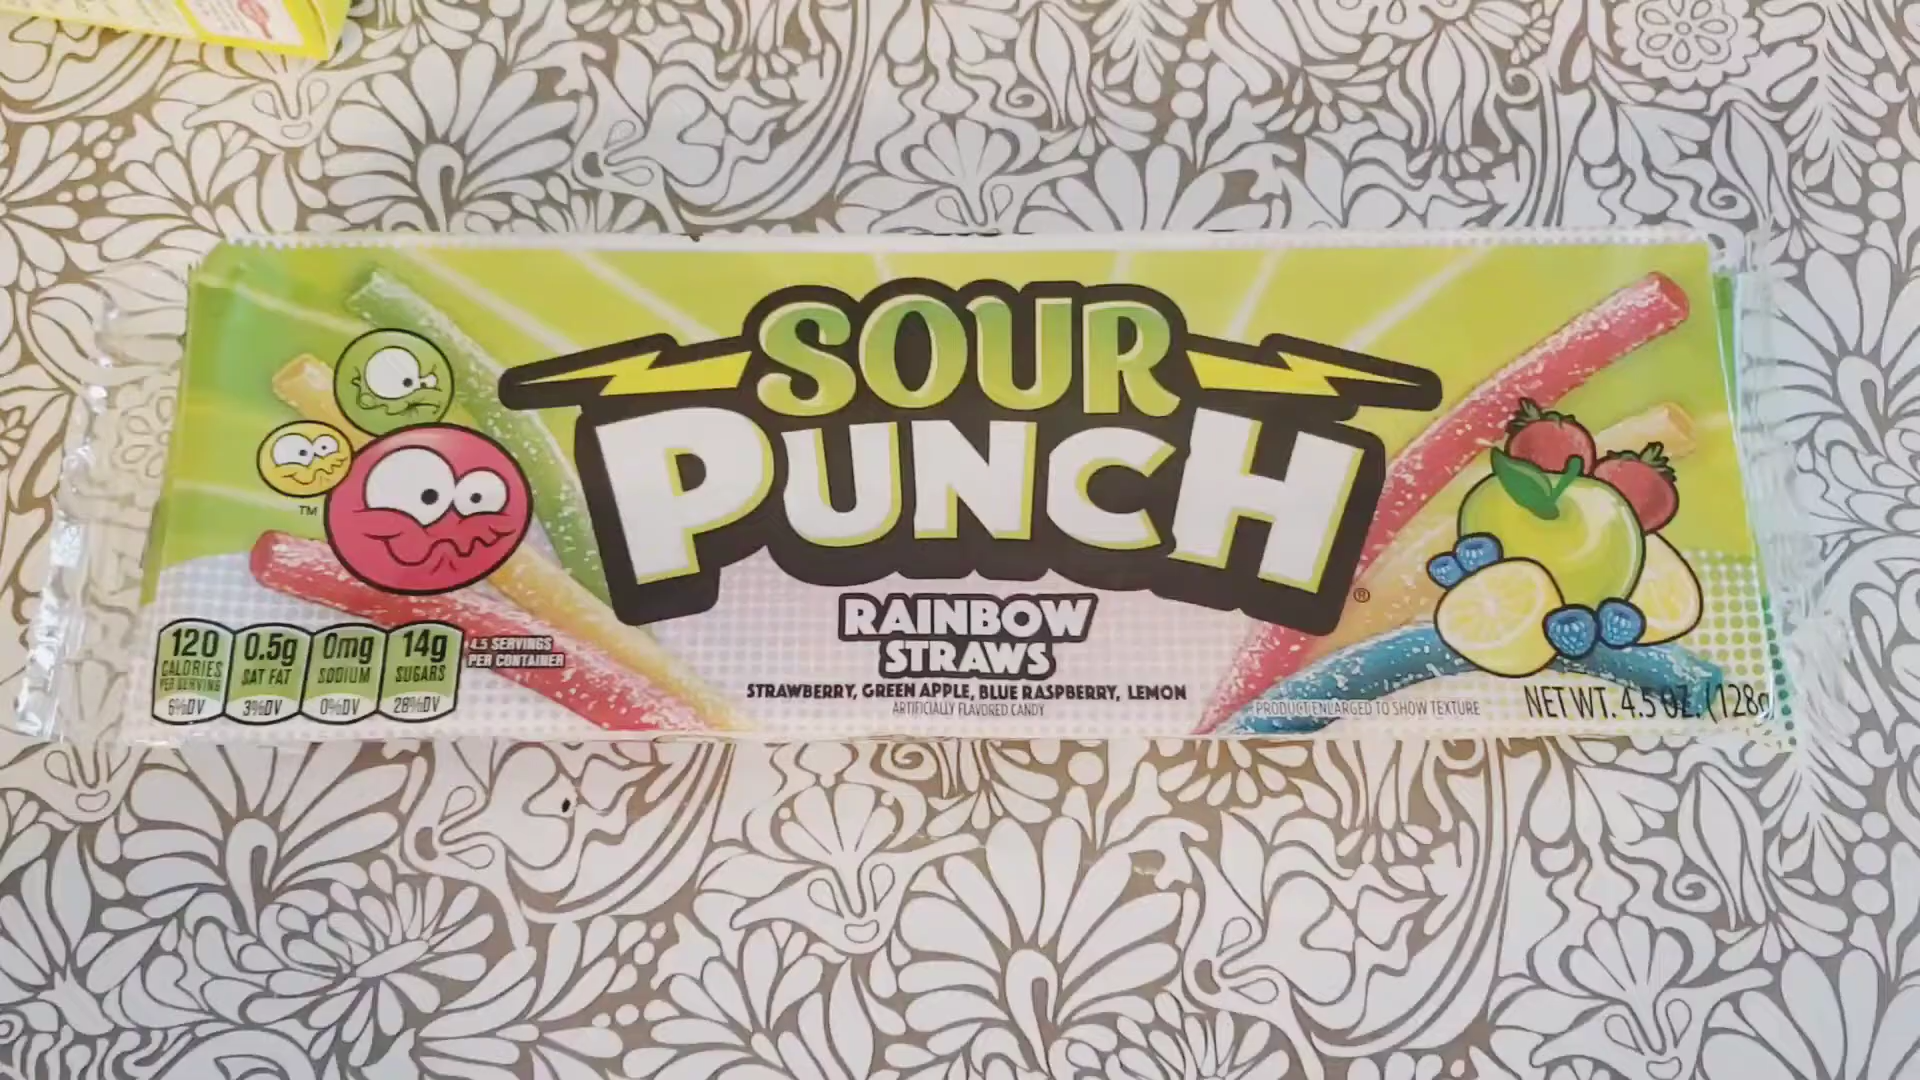 SOUR
PUNCH
®
TM
RAINBOW
STRAWS
STRAWBERRY, GREEN APPLE, BLUE RASPBERRY, LEMON
ARTIFICIALLY FLAVORED CANDY
120 CALORIES PER SERVING 6%DV
0.5g SAT FAT 3%DV
0mg SODIUM 0%DV
14g SUGARS 28%DV
4.5 SERVINGS
PER CONTAINER
PRODUCT ENLARGED TO SHOW TEXTURE
NET WT. 4.5 OZ. (128g